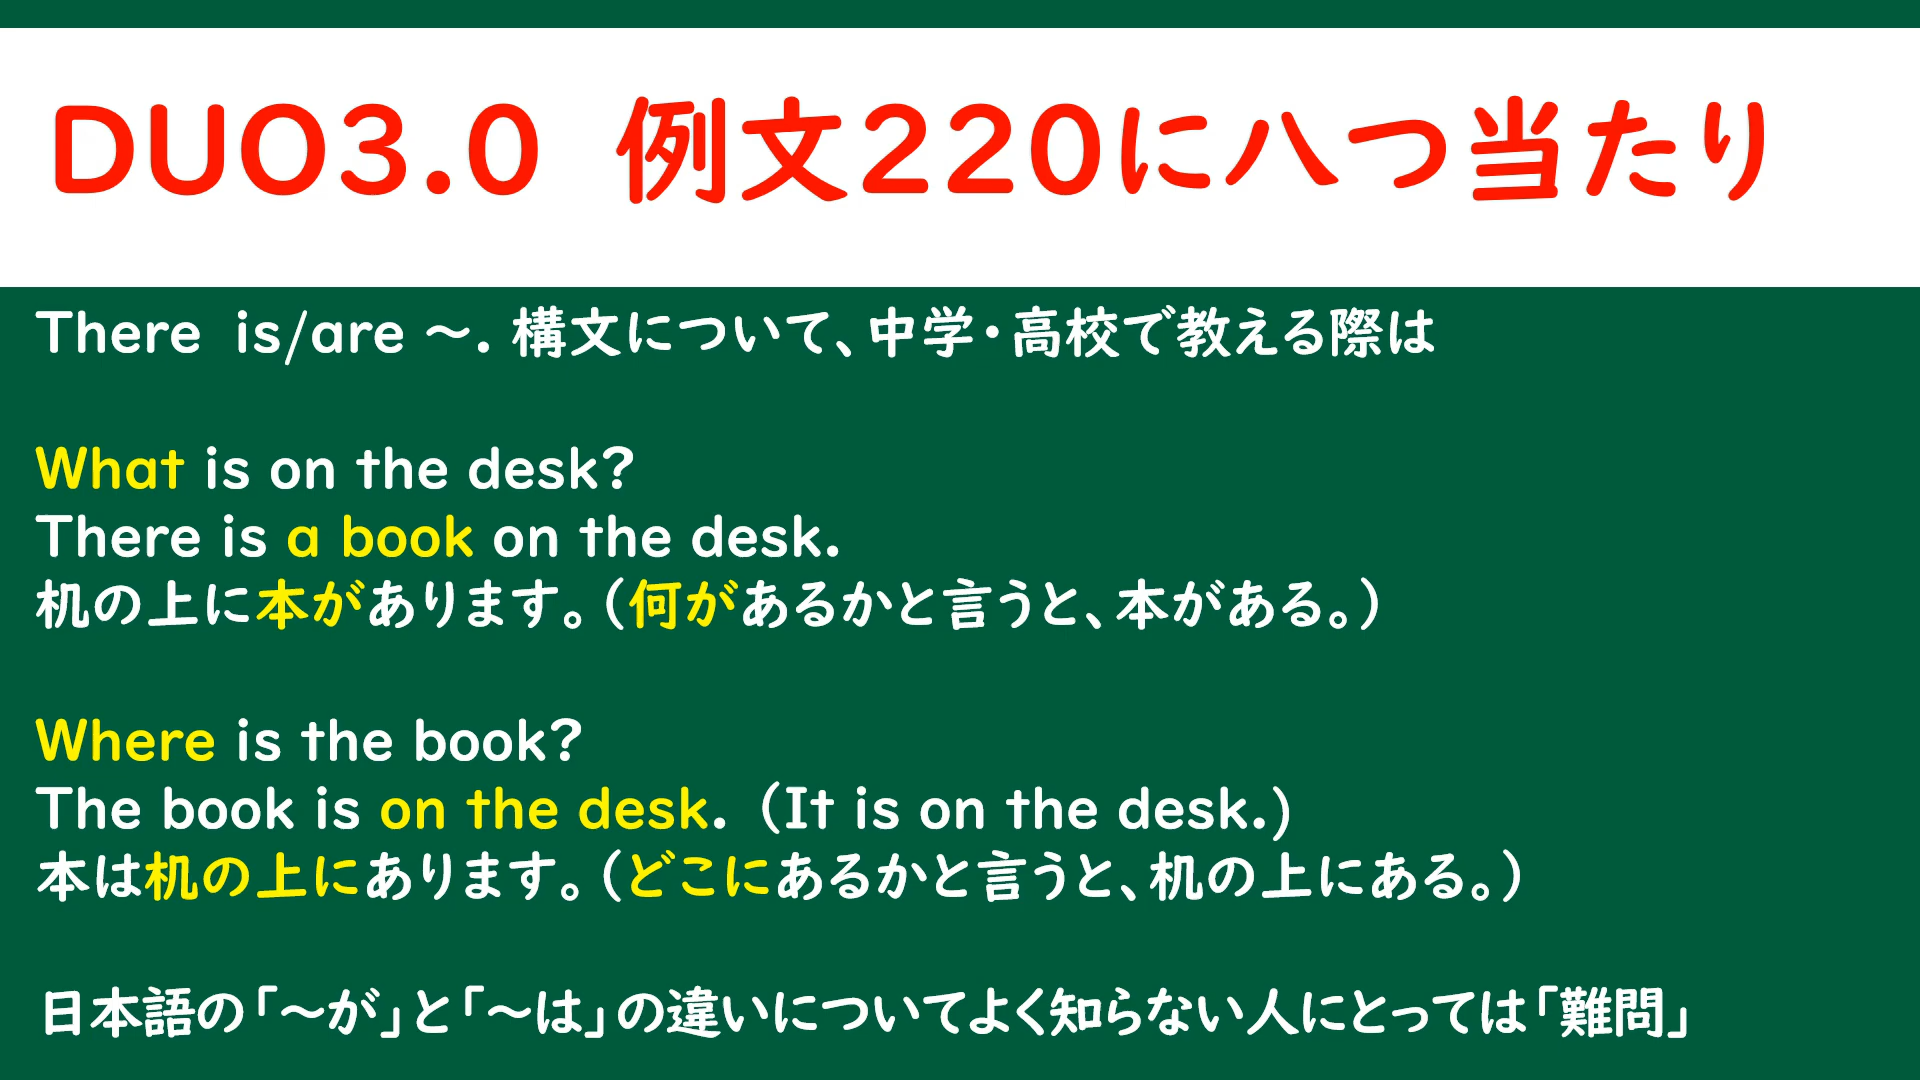 DUO3.0 例文220に八つ当たり
There is/are ～. 構文について、中学・高校で教える際は
What is on the desk?
There is a book on the desk.
机の上に本があります。（何があるかと言うと、本がある。）
Where is the book?
The book is on the desk. （It is on the desk.)
本は机の上にあります。（どこにあるかと言うと、机の上にある。）
日本語の「～が」と「～は」の違いについてよく知らない人にとっては「難問」